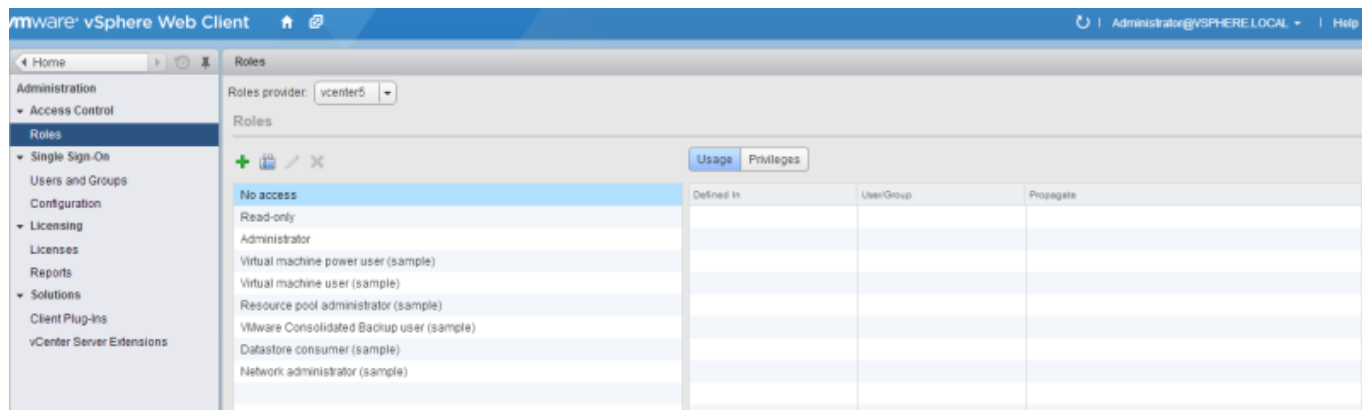 vmware® vSphere Web Client
Administrator@VSPHERE.LOCAL
Help
Home
Administration
Access Control
Roles
Single Sign-On
Users and Groups
Configuration
Licensing
Licenses
Reports
Solutions
Client Plug-Ins
vCenter Server Extensions
Roles
Roles provider: vcenter5
Roles
No access
Read-only
Administrator
Virtual machine power user (sample)
Virtual machine user (sample)
Resource pool administrator (sample)
VMware Consolidated Backup user (sample)
Datastore consumer (sample)
Network administrator (sample)
Usage Privileges
Defined In User/Group Propagate